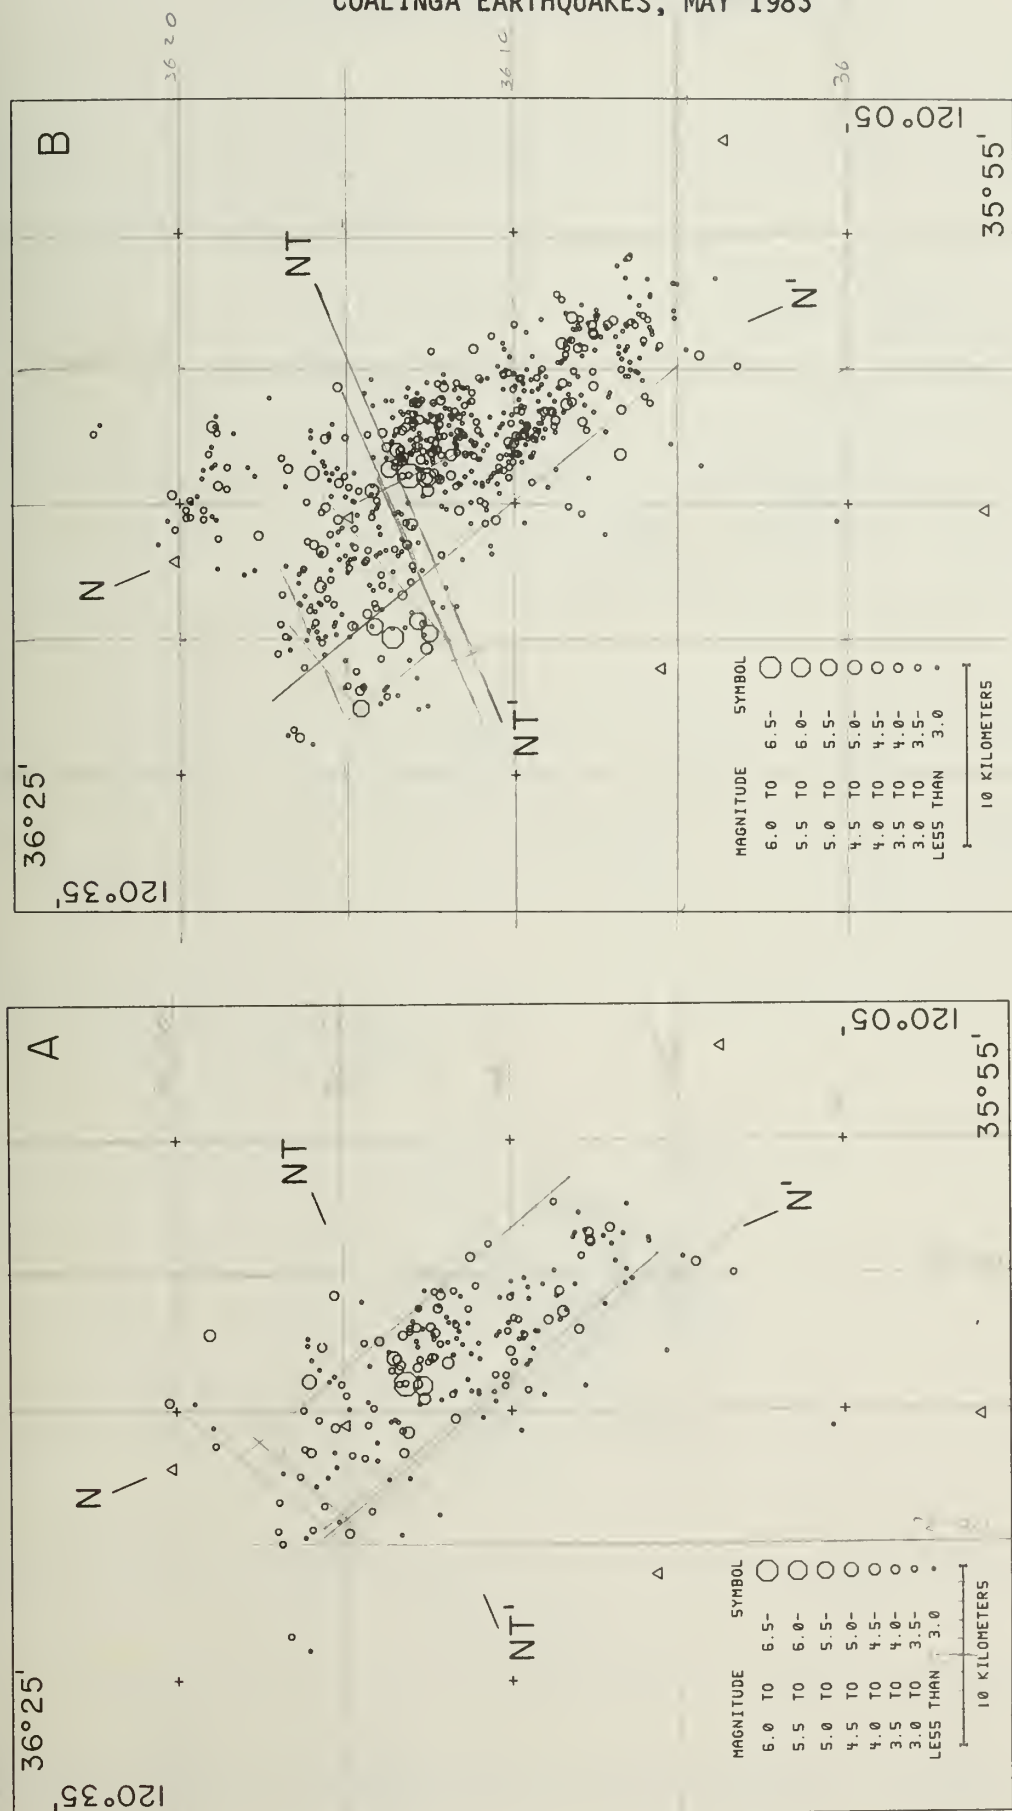 COALINGA EARTHQUAKES, MAY 1983
36 20
36 10
36
B
36°25'
120°35'
120°05'
35°55'
N
NT
N'
NT'
MAGNITUDE SYMBOL
6.0 TO 6.5-
5.5 TO 6.0-
5.0 TO 5.5-
4.5 TO 5.0-
4.0 TO 4.5-
3.5 TO 4.0-
3.0 TO 3.5-
LESS THAN 3.0
10 KILOMETERS
A
36°25'
120°35'
120°05'
35°55'
N
NT
N'
NT'
MAGNITUDE SYMBOL
6.0 TO 6.5-
5.5 TO 6.0-
5.0 TO 5.5-
4.5 TO 5.0-
4.0 TO 4.5-
3.5 TO 4.0-
3.0 TO 3.5-
LESS THAN 3.0
10 KILOMETERS